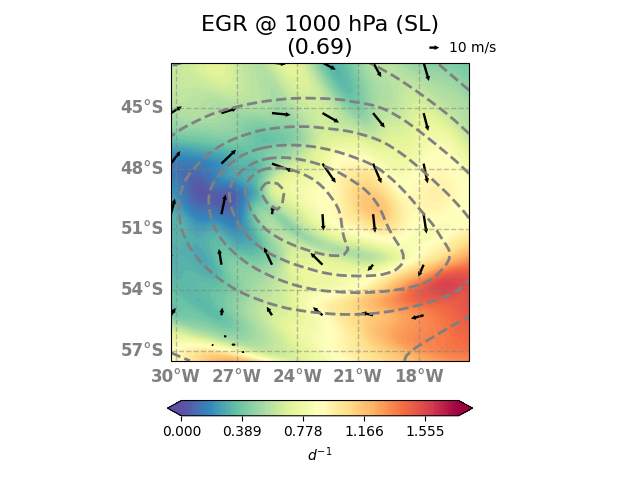 EGR @ 1000 hPa (SL)
(0.69)
10 m/s
45°S
48°S
51°S
54°S
57°S
30°W 27°W 24°W 21°W 18°W
0.000 0.389 0.778 1.166 1.555
d⁻¹